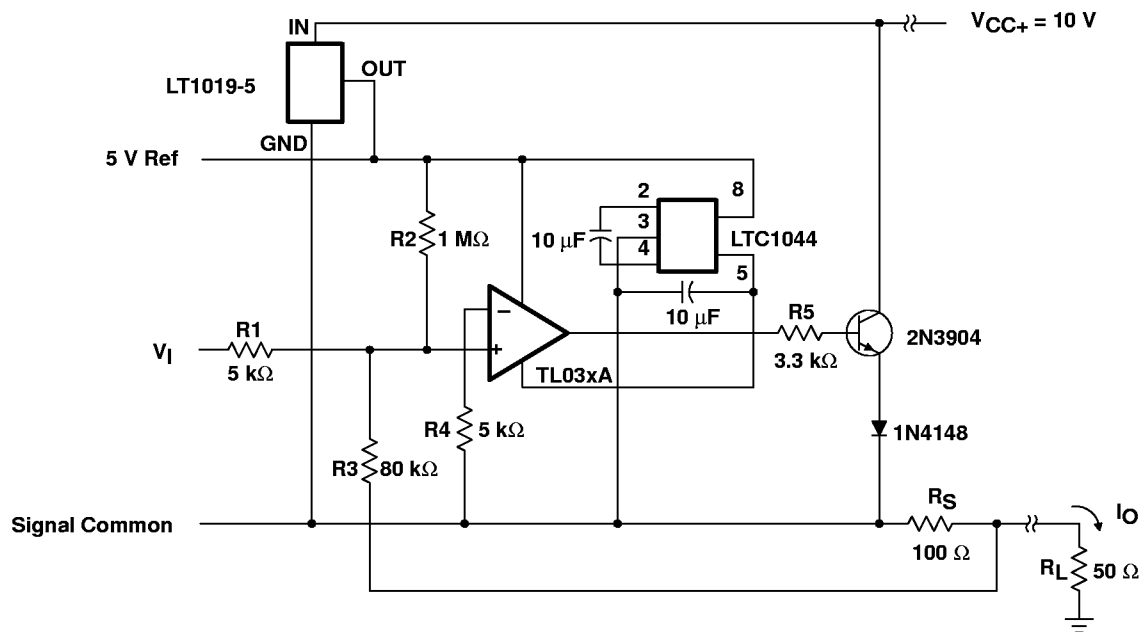 IN
V_CC+ = 10 V
OUT
LT1019-5
GND
5 V Ref
2
8
3
R2
1 MΩ
10 μF
4
LTC1044
5
R1
10 μF
R5
−
2N3904
V_I
+
5 kΩ
3.3 kΩ
TL03xA
R4
5 kΩ
1N4148
R3
80 kΩ
R_S
I_O
Signal Common
100 Ω
R_L
50 Ω